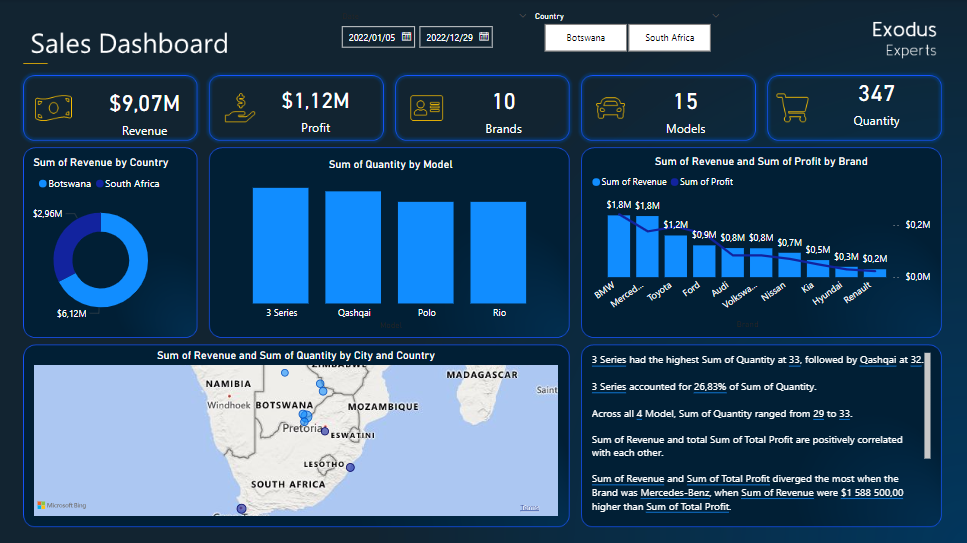 Sales Dashboard
2022/01/05
2022/12/29
Country
Botswana
South Africa
Exodus
Experts
$9,07M
Revenue
$1,12M
Profit
10
Brands
15
Models
347
Quantity
Sum of Revenue by Country
Botswana
South Africa
$2,96M
$6,12M
Sum of Quantity by Model
3 Series
Qashqai
Polo
Rio
Sum of Revenue and Sum of Profit by Brand
Sum of Revenue
Sum of Profit
$1,8M
$1,8M
$1,2M
$0,9M
$0,8M
$0,8M
$0,7M
$0,5M
$0,3M
$0,2M
$0,2M
$0,0M
BMW
Merced...
Toyota
Ford
Audi
Volkswa...
Nissan
Kia
Hyundai
Renault
Sum of Revenue and Sum of Quantity by City and Country
ZIMBABWE
MADAGASCAR
NAMIBIA
Saint
Windhoek
BOTSWANA
MOZAMBIQUE
Pretoria
ESWATINI
LESOTHO
SOUTH AFRICA
Microsoft Bing
Terms
3 Series had the highest Sum of Quantity at 33, followed by Qashqai at 32.
3 Series accounted for 26,83% of Sum of Quantity.
Across all 4 Model, Sum of Quantity ranged from 29 to 33.
Sum of Revenue and total Sum of Total Profit are positively correlated
with each other.
Sum of Revenue and Sum of Total Profit diverged the most when the
Brand was Mercedes-Benz, when Sum of Revenue were $1 588 500,00
higher than Sum of Total Profit.